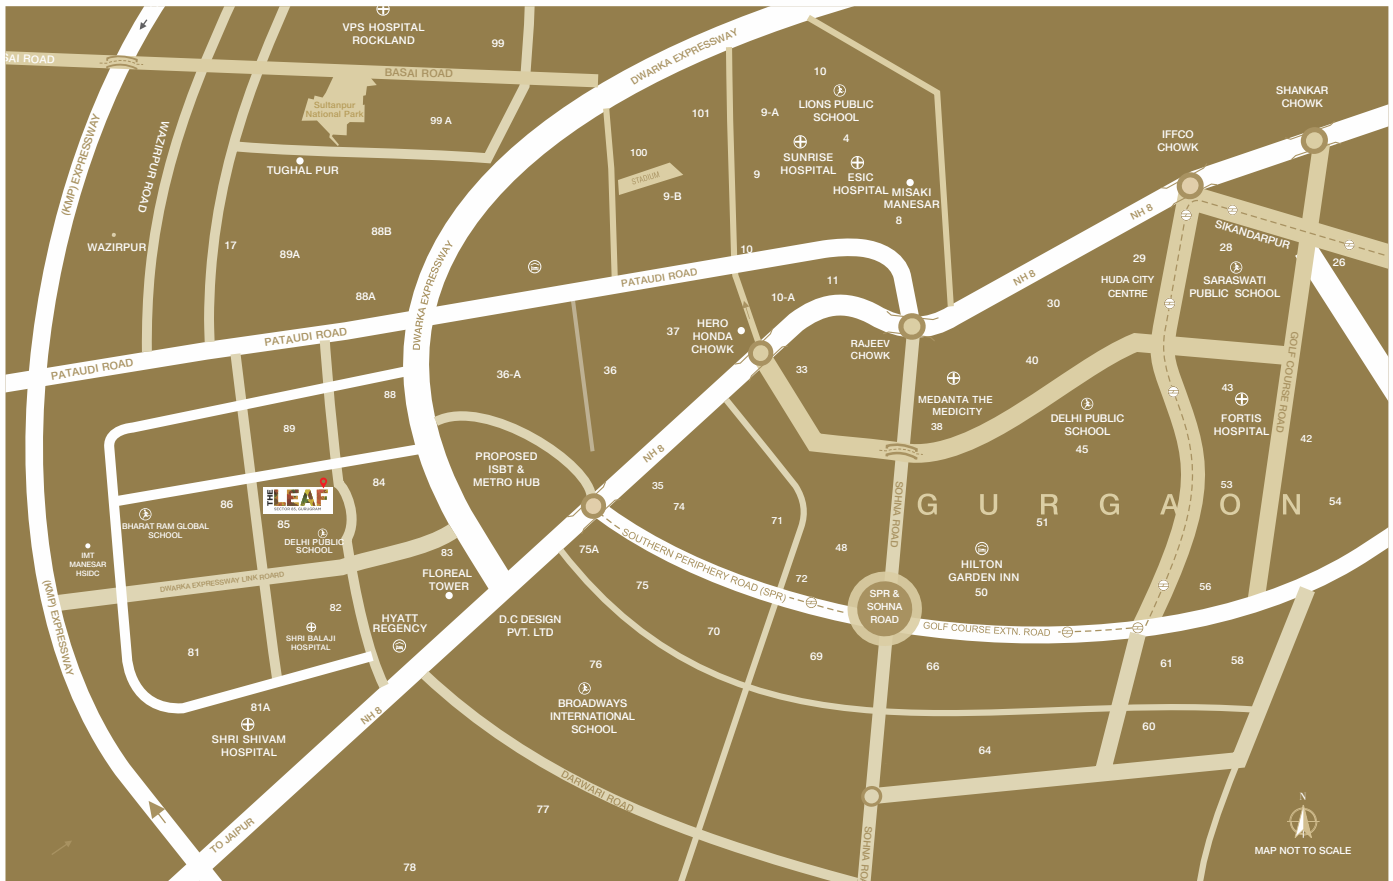 VPS HOSPITAL
ROCKLAND
99
DWARKA EXPRESSWAY
BASAI ROAD
Sultanpur
National Park
99 A
(KMP) EXPRESSWAY
WAZIRPUR ROAD
TUGHAL PUR
101
9-A
10
LIONS PUBLIC
SCHOOL
4
SHANKAR
CHOWK
IFFCO
CHOWK
100
STADIUM
9-B
9
SUNRISE
HOSPITAL
ESIC
HOSPITAL
MISAKI
MANESAR
8
NH 8
SIKANDARPUR
WAZIRPUR
17
88B
89A
88A
DWARKA EXPRESSWAY
10
PATAUDI ROAD
11
10-A
NH 8
29
28
26
HUDA CITY
CENTRE
SARASWATI
PUBLIC SCHOOL
30
PATAUDI ROAD
PATAUDI ROAD
37
HERO
HONDA
CHOWK
RAJEEV
CHOWK
40
GOLF COURSE ROAD
36-A
36
33
88
MEDANTA THE
MEDICITY
38
DELHI PUBLIC
SCHOOL
45
43
FORTIS
HOSPITAL
42
89
PROPOSED
ISBT &
METRO HUB
NH 8
THE
LEAF
SECTOR 85, GURUGRAM
84
86
85
DELHI PUBLIC
SCHOOL
BHARAT RAM GLOBAL
SCHOOL
35
74
71
SOHNA ROAD
GURGAON
51
53
54
IMT
MANESAR
HSIDC
DWARKA EXPRESSWAY LINK ROARD
83
FLOREAL
TOWER
75A
75
SOUTHERN PERIPHERY ROAD (SPR)
48
72
HILTON
GARDEN INN
50
56
SPR &
SOHNA
ROAD
GOLF COURSE EXTN. ROAD
(KMP) EXPRESSWAY
82
SHRI BALAJI
HOSPITAL
HYATT
REGENCY
D.C DESIGN
PVT. LTD
70
69
66
61
58
81
76
BROADWAYS
INTERNATIONAL
SCHOOL
81A
SHRI SHIVAM
HOSPITAL
NH 8
64
60
DARWARI ROAD
77
TO JAIPUR
78
N
MAP NOT TO SCALE